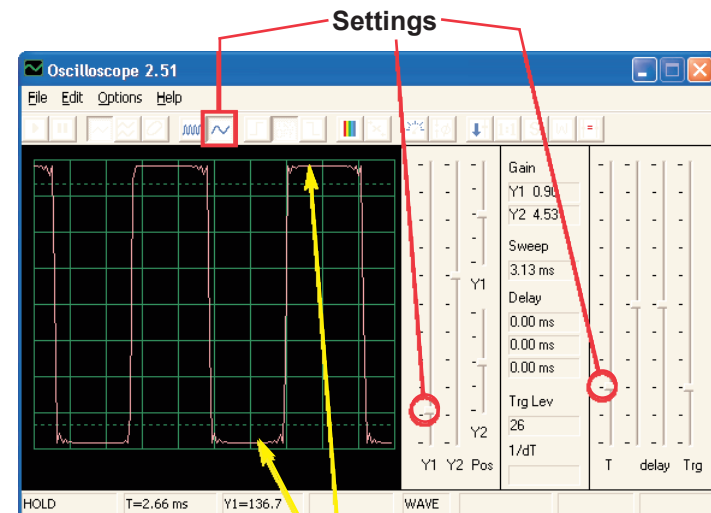 Settings
Oscilloscope 2.51
File Edit Options Help
Gain
Y1 0.90
Y2 4.53
Sweep
3.13 ms
Delay
0.00 ms
0.00 ms
0.00 ms
Trg Lev
26
1/dT
Y1
Y2
Y1 Y2 Pos
T delay Trg
HOLD T=2.66 ms Y1=136.7 WAVE